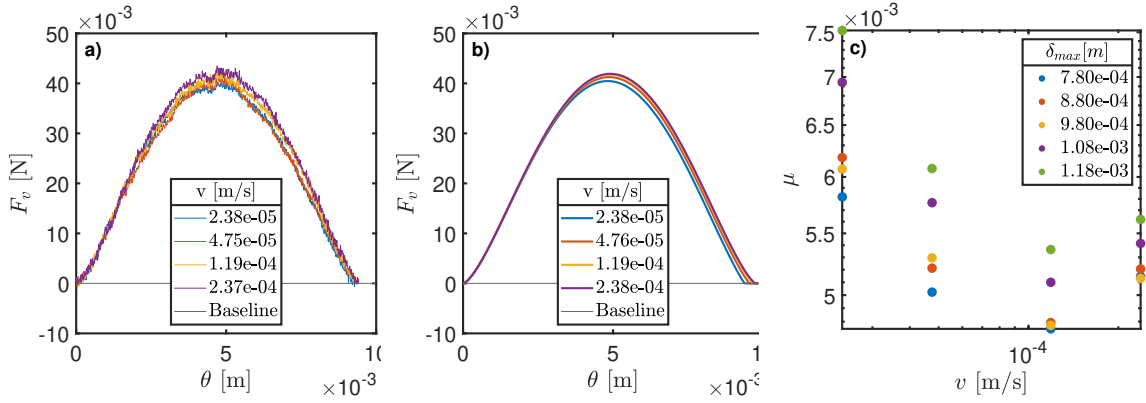 ×10⁻³
a)
50
40
30
20
10
0
-10
F_v [N]
v [m/s]
2.38e-05
4.75e-05
1.19e-04
2.37e-04
Baseline
0
5
10
θ [m]
×10⁻³
×10⁻³
b)
50
40
30
20
10
0
-10
F_v [N]
v [m/s]
2.38e-05
4.76e-05
1.19e-04
2.38e-04
Baseline
0
5
1
θ [m]
×10⁻³
×10⁻³
c)
7.5
7
6.5
6
5.5
5
μ
δ_max[m]
7.80e-04
8.80e-04
9.80e-04
1.08e-03
1.18e-03
10⁻⁴
v [m/s]